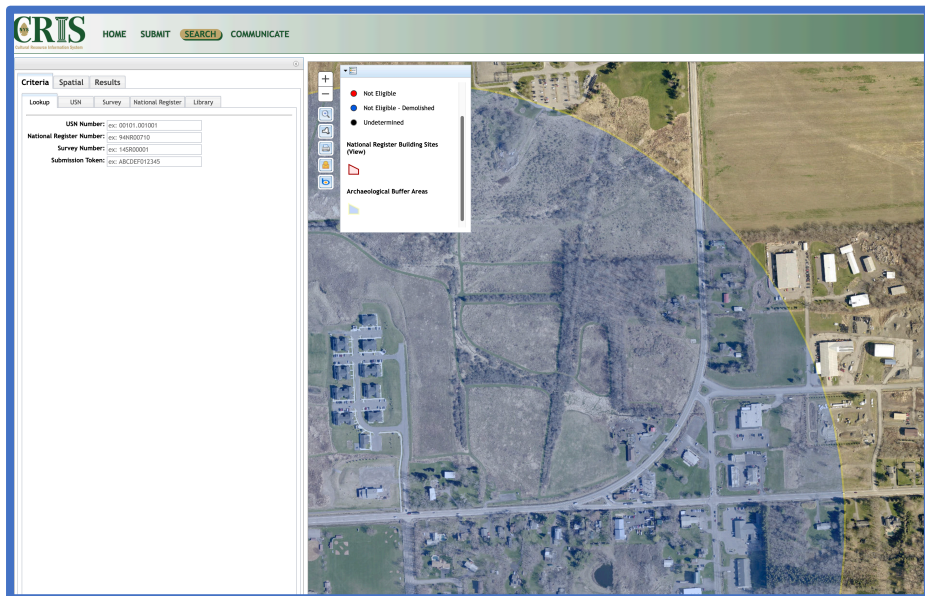 CRIS
Cultural Resource Information System
HOME SUBMIT SEARCH COMMUNICATE
Criteria Spatial Results
Lookup USN Survey National Register Library
USN Number: ex: 00101.001001
National Register Number: ex: 94NR00710
Survey Number: ex: 14SR00001
Submission Token: ex: ABCDEF012345
Not Eligible
Not Eligible - Demolished
Undetermined
National Register Building Sites
(View)
Archaeological Buffer Areas